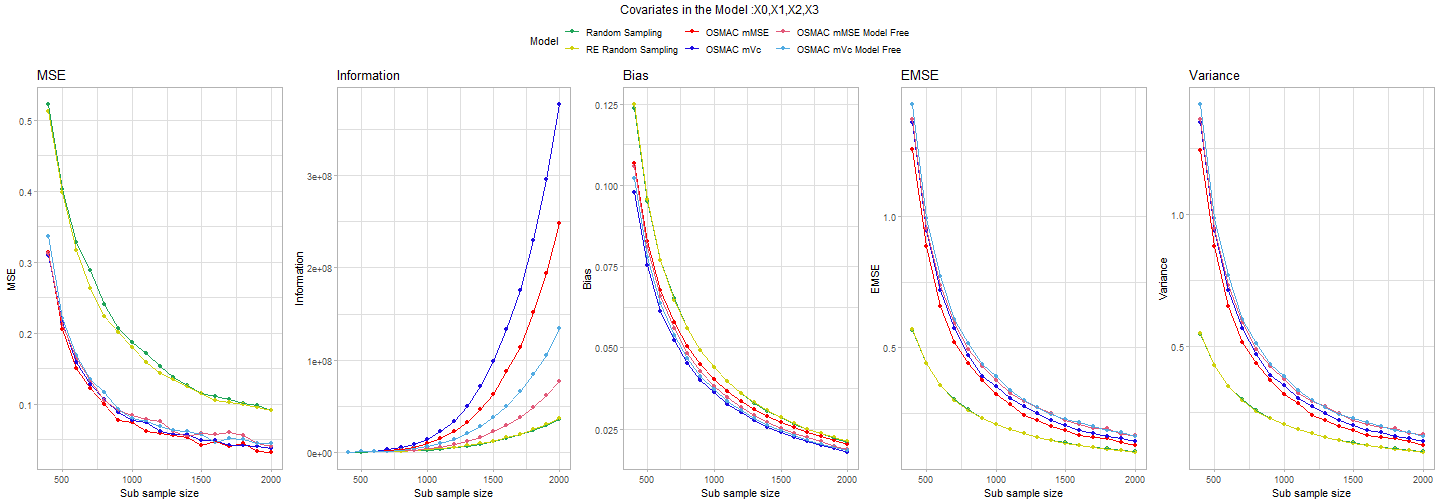 Covariates in the Model :X0,X1,X2,X3
Model
Random Sampling
OSMAC mMSE
OSMAC mMSE Model Free
RE Random Sampling
OSMAC mVc
OSMAC mVc Model Free
MSE
Information
Bias
EMSE
Variance
MSE
0.5
0.4
0.3
0.2
0.1
500
1000
1500
2000
Sub sample size
Information
3e+08
2e+08
1e+08
0e+00
500
1000
1500
2000
Sub sample size
Bias
0.125
0.100
0.075
0.050
0.025
500
1000
1500
2000
Sub sample size
EMSE
1.0
0.5
500
1000
1500
2000
Sub sample size
Variance
1.0
0.5
500
1000
1500
2000
Sub sample size